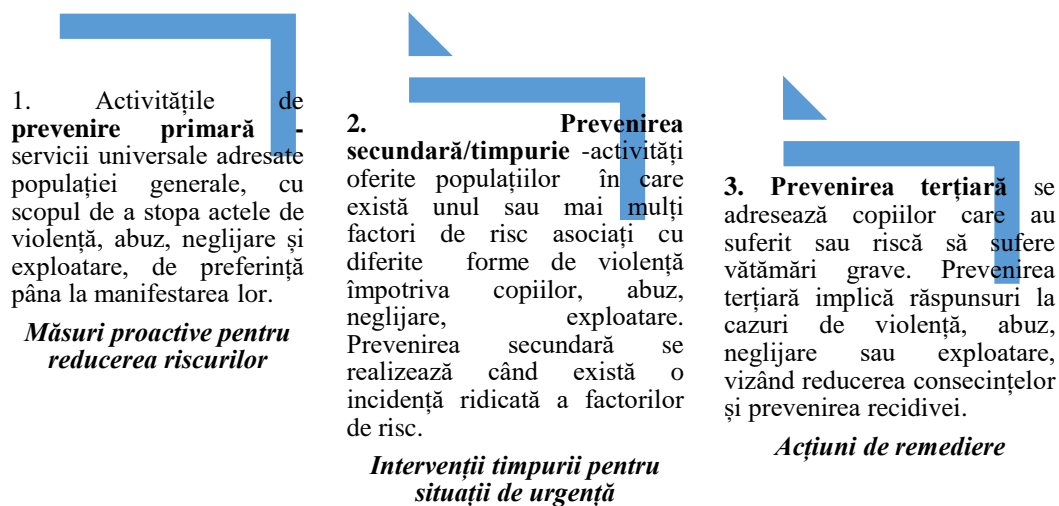 1. Activitățile de
prevenire primară -
servicii universale adresate
populației generale, cu
scopul de a stopa actele de
violență, abuz, neglijare și
exploatare, de preferință
pâna la manifestarea lor.
Măsuri proactive pentru
reducerea riscurilor
2. Prevenirea
secundară/timpurie -activități
oferite populațiilor în care
există unul sau mai mulți
factori de risc asociați cu
diferite forme de violență
împotriva copiilor, abuz,
neglijare, exploatare.
Prevenirea secundară se
realizează când există o
incidență ridicată a factorilor
de risc.
Intervenții timpurii pentru
situații de urgență
3. Prevenirea terțiară se
adresează copiilor care au
suferit sau riscă să sufere
vătămări grave. Prevenirea
terțiară implică răspunsuri la
cazuri de violență, abuz,
neglijare sau exploatare,
vizând reducerea consecințelor
și prevenirea recidivei.
Acțiuni de remediere